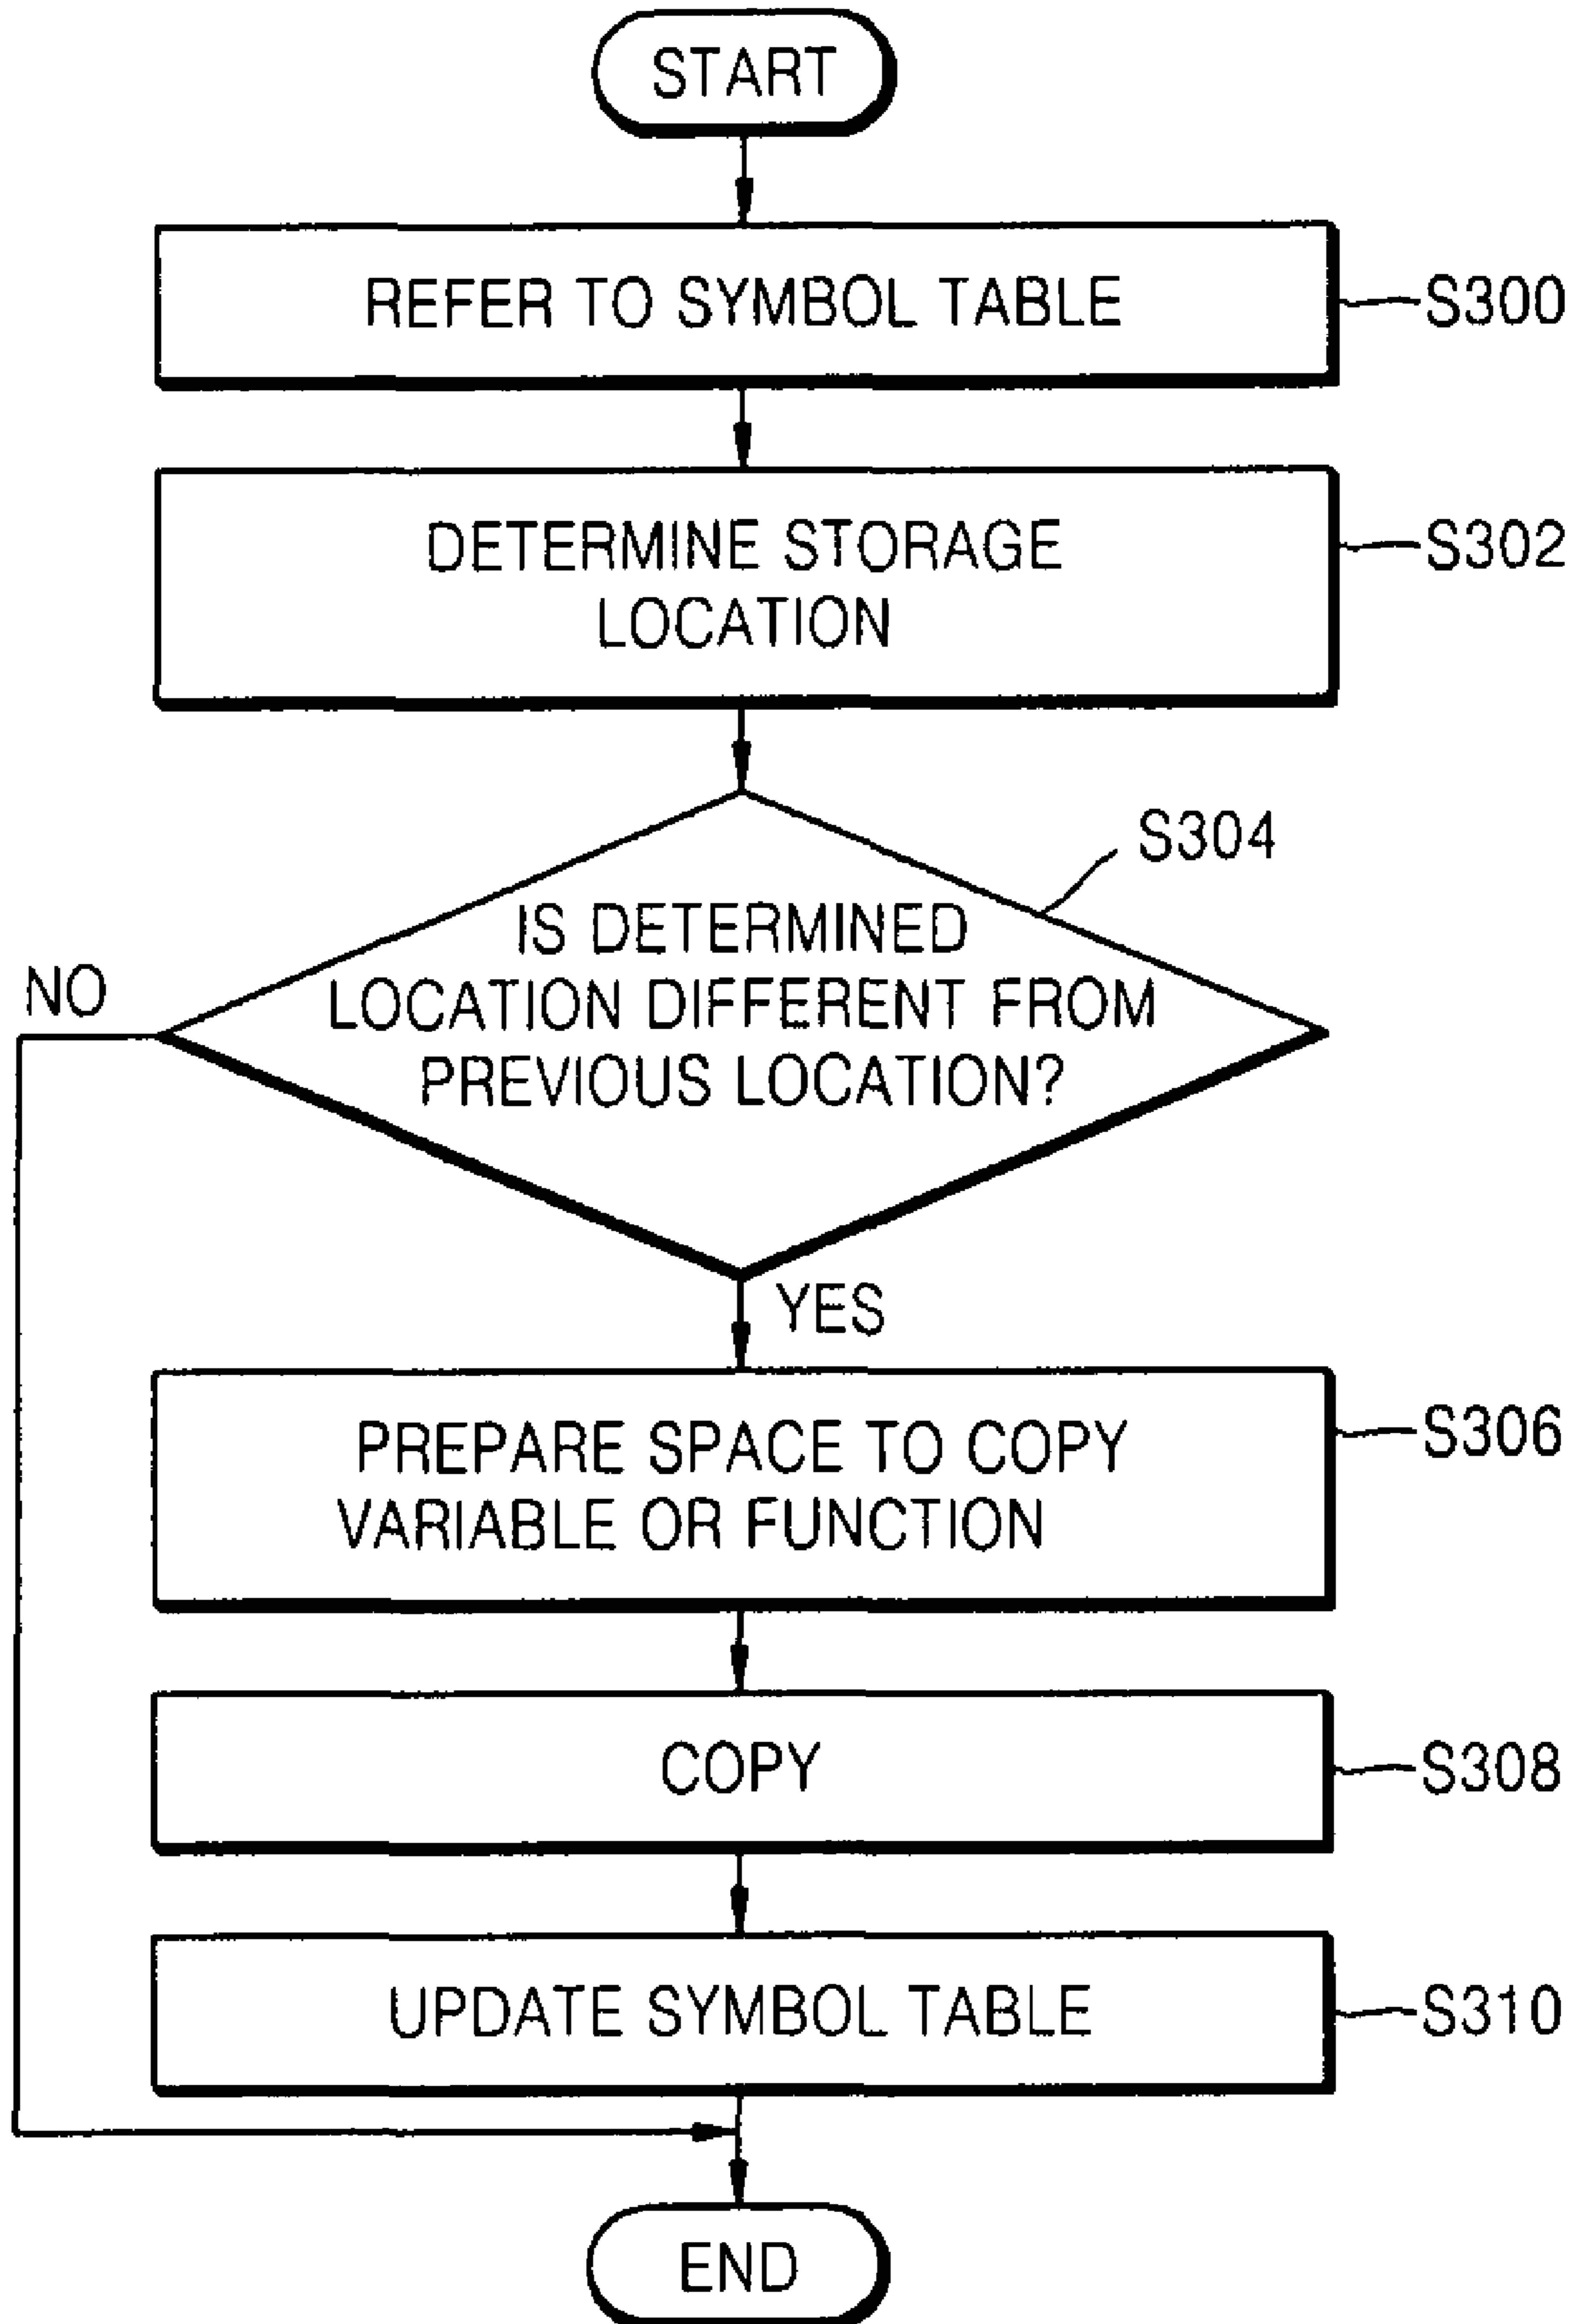 START
REFER TO SYMBOL TABLE
S300
DETERMINE STORAGE
LOCATION
S302
S304
IS DETERMINED
LOCATION DIFFERENT FROM
PREVIOUS LOCATION?
NO
YES
PREPARE SPACE TO COPY
VARIABLE OR FUNCTION
S306
COPY
S308
UPDATE SYMBOL TABLE
S310
END